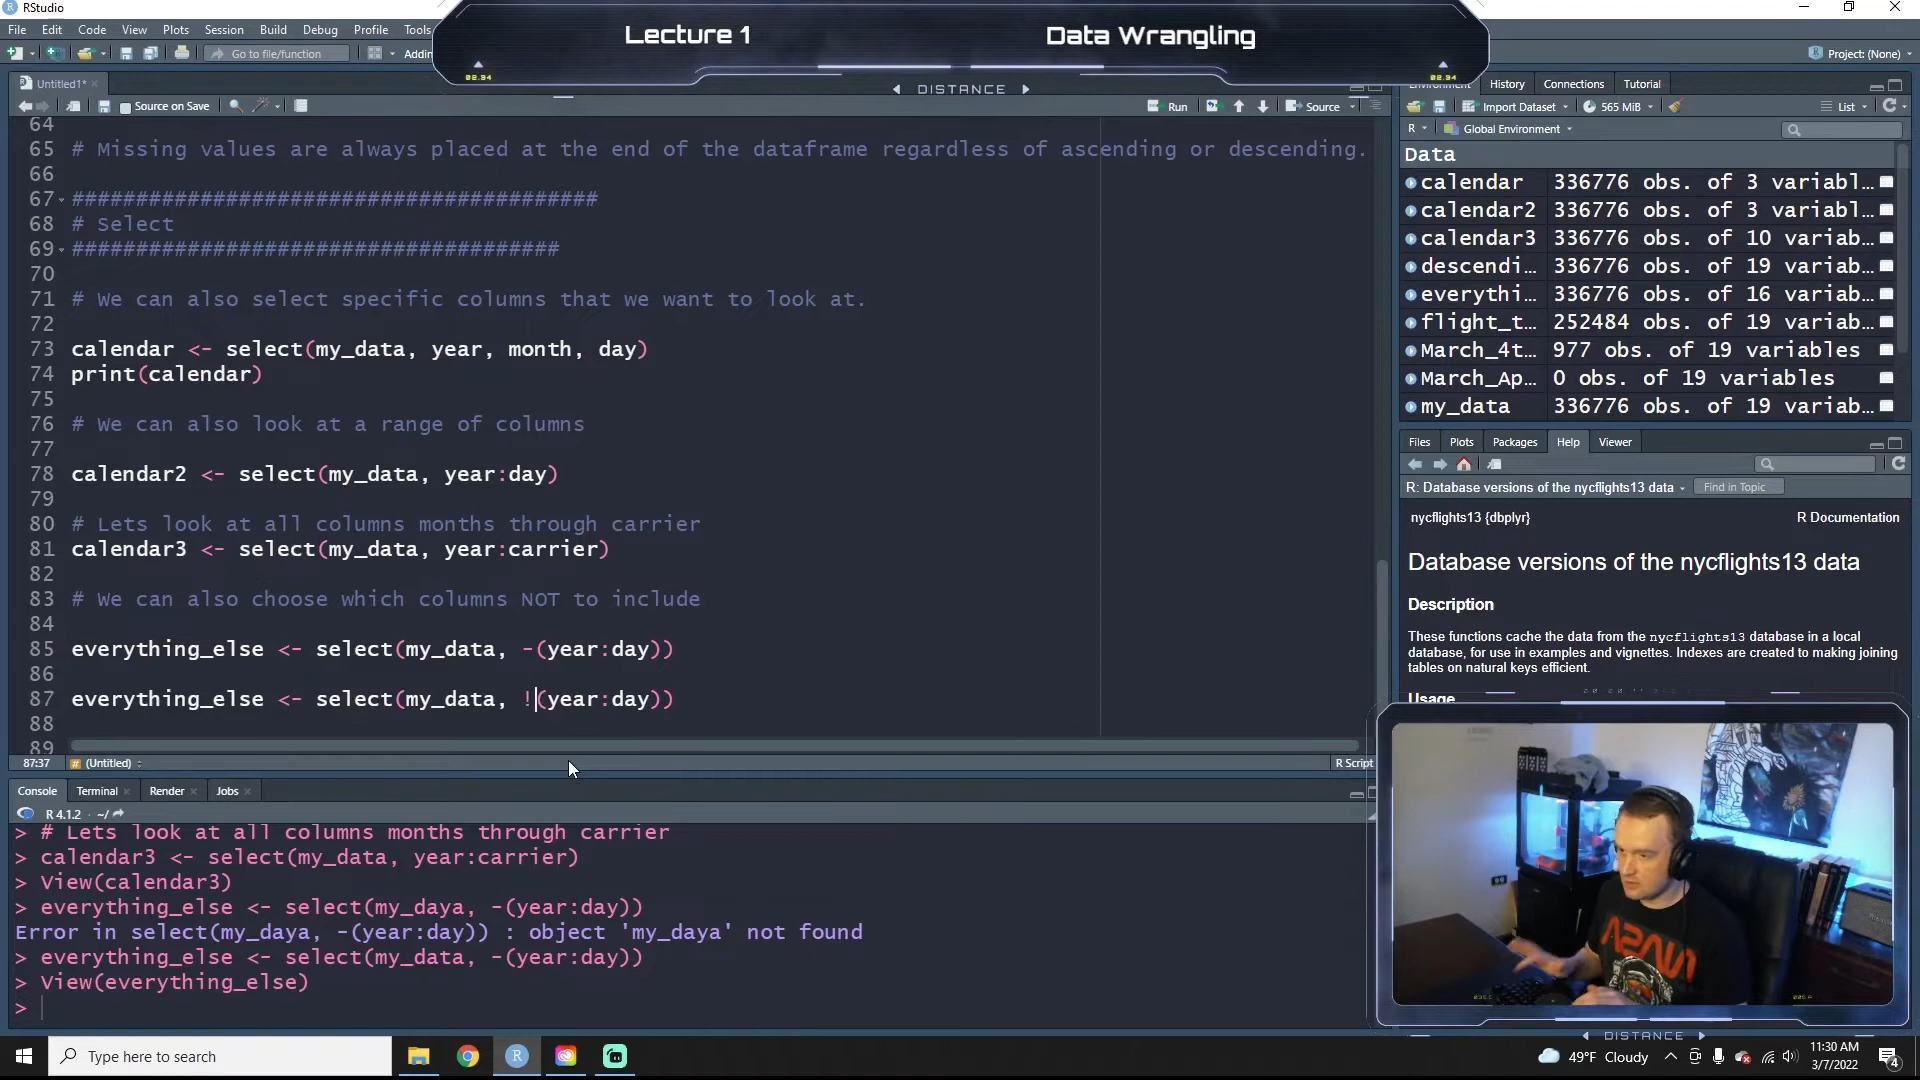 RStudio
File Edit Code View Plots Session Build Debug Profile Tools
Lecture 1
Data Wrangling
02.94
02.94
DISTANCE
Go to file/function
Addin
Project: (None)
Untitled1*
Source on Save
Run
Source
64
65 # Missing values are always placed at the end of the dataframe regardless of ascending or descending.
66
67 #########################################
68 # Select
69 ######################################
70
71 # We can also select specific columns that we want to look at.
72
73 calendar <- select(my_data, year, month, day)
74 print(calendar)
75
76 # We can also look at a range of columns
77
78 calendar2 <- select(my_data, year:day)
79
80 # Lets look at all columns months through carrier
81 calendar3 <- select(my_data, year:carrier)
82
83 # We can also choose which columns NOT to include
84
85 everything_else <- select(my_data, -(year:day))
86
87 everything_else <- select(my_data, !(year:day))
88
89
87:37 # (Untitled) R Script
Console Terminal Render Jobs
R 4.1.2 · ~/
> # Lets look at all columns months through carrier
> calendar3 <- select(my_data, year:carrier)
> View(calendar3)
> everything_else <- select(my_daya, -(year:day))
Error in select(my_daya, -(year:day)) : object 'my_daya' not found
> everything_else <- select(my_data, -(year:day))
> View(everything_else)
>
Environment History Connections Tutorial
Import Dataset 565 MiB List
R Global Environment
Data
calendar 336776 obs. of 3 variabl...
calendar2 336776 obs. of 3 variabl...
calendar3 336776 obs. of 10 variab...
descendi... 336776 obs. of 19 variab...
everythi... 336776 obs. of 16 variab...
flight_t... 252484 obs. of 19 variab...
March_4t... 977 obs. of 19 variables
March_Ap... 0 obs. of 19 variables
my_data 336776 obs. of 19 variab...
Files Plots Packages Help Viewer
R: Database versions of the nycflights13 data Find in Topic
nycflights13 {dbplyr} R Documentation
Database versions of the nycflights13 data
Description
These functions cache the data from the nycflights13 database in a local
database, for use in examples and vignettes. Indexes are created to making joining
tables on natural keys efficient.
Usage
NASA
DISTANCE
Type here to search
49°F Cloudy
11:30 AM
3/7/2022
4